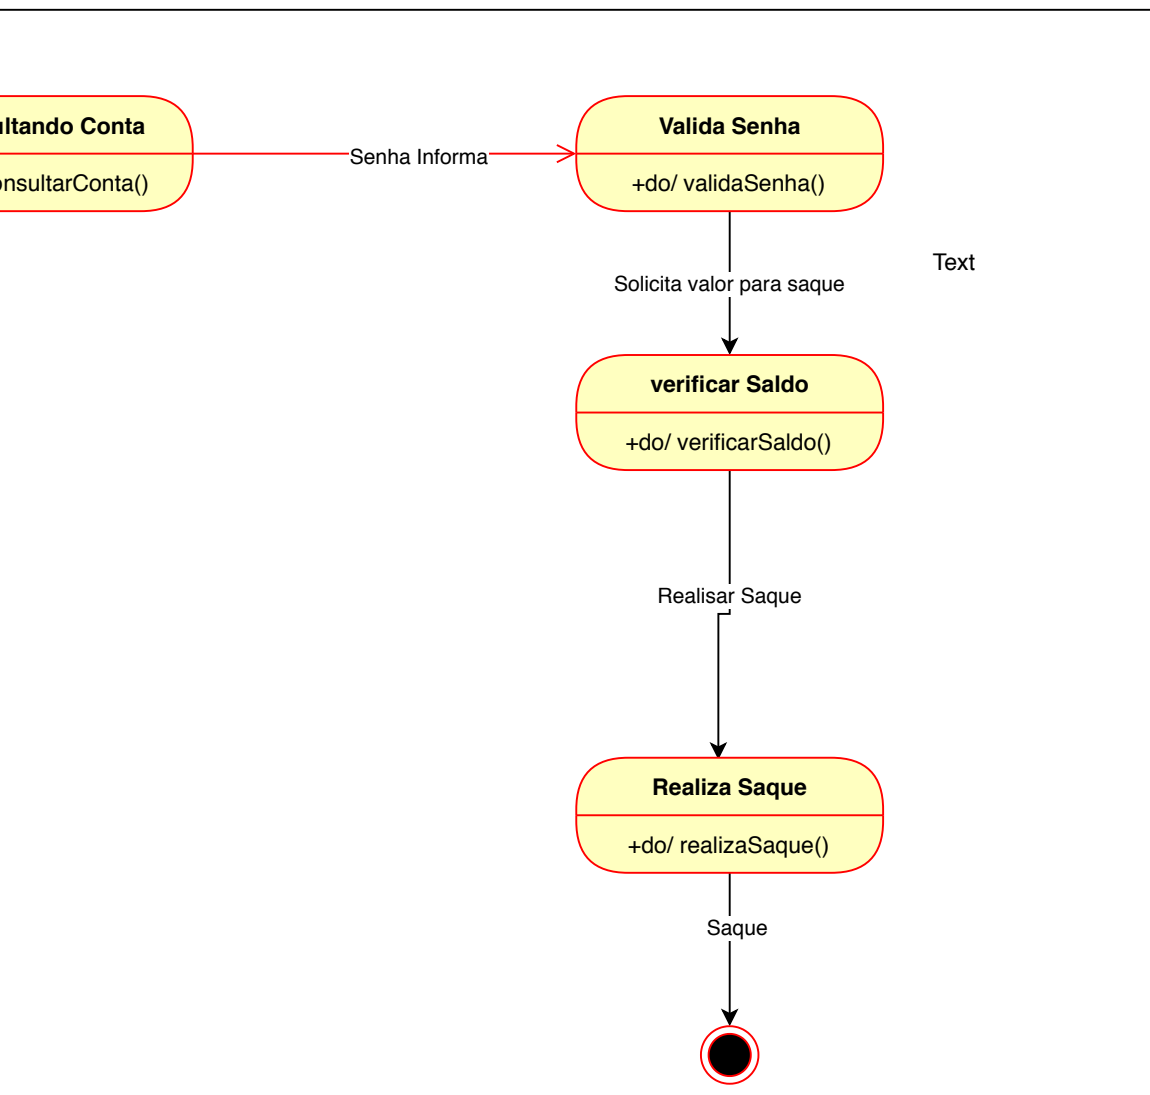 ultando Conta
onsultarConta()
Senha Informa
Valida Senha
+do/ validaSenha()
Solicita valor para saque
Text
verificar Saldo
+do/ verificarSaldo()
Realisar Saque
Realiza Saque
+do/ realizaSaque()
Saque